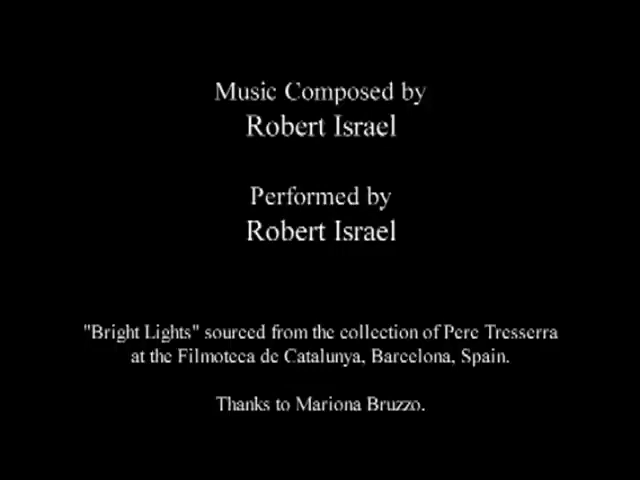 Music Composed by
Robert Israel
Performed by
Robert Israel
"Bright Lights" sourced from the collection of Pere Tresserra
at the Filmoteca de Catalunya, Barcelona, Spain.
Thanks to Mariona Bruzzo.